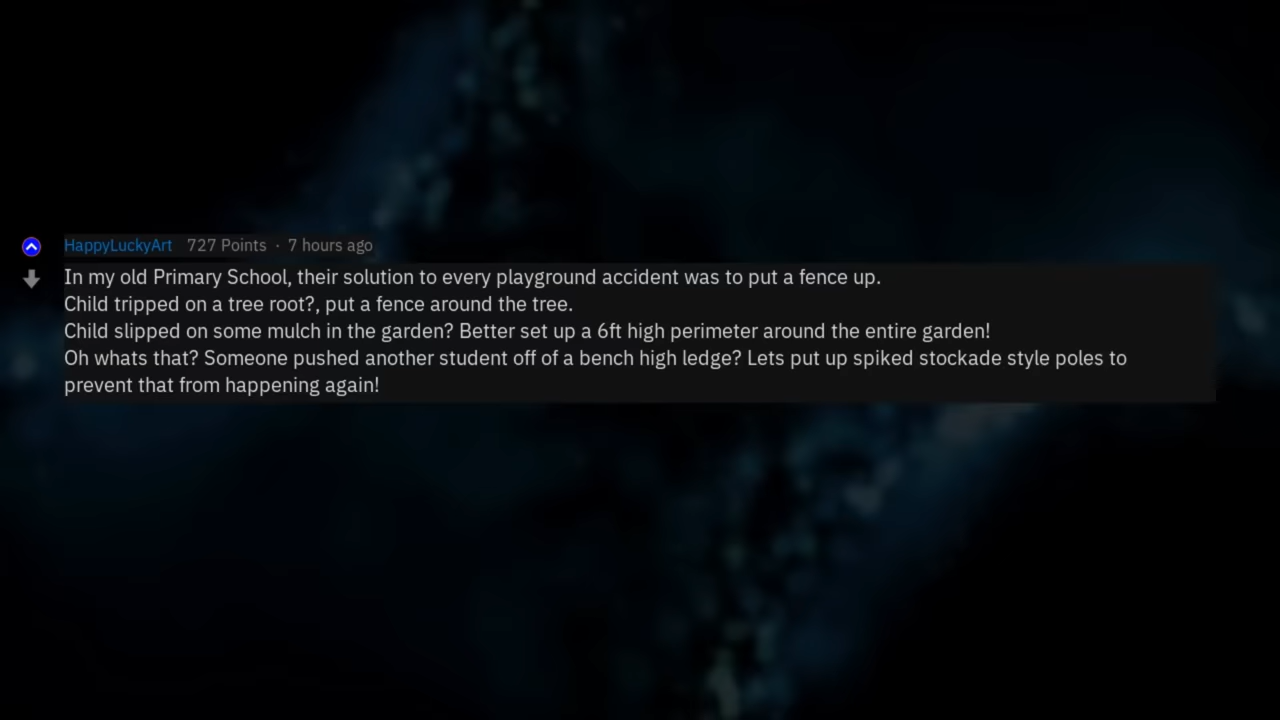 HappyLuckyArt 727 Points · 7 hours ago
In my old Primary School, their solution to every playground accident was to put a fence up.
Child tripped on a tree root?, put a fence around the tree.
Child slipped on some mulch in the garden? Better set up a 6ft high perimeter around the entire garden!
Oh whats that? Someone pushed another student off of a bench high ledge? Lets put up spiked stockade style poles to
prevent that from happening again!